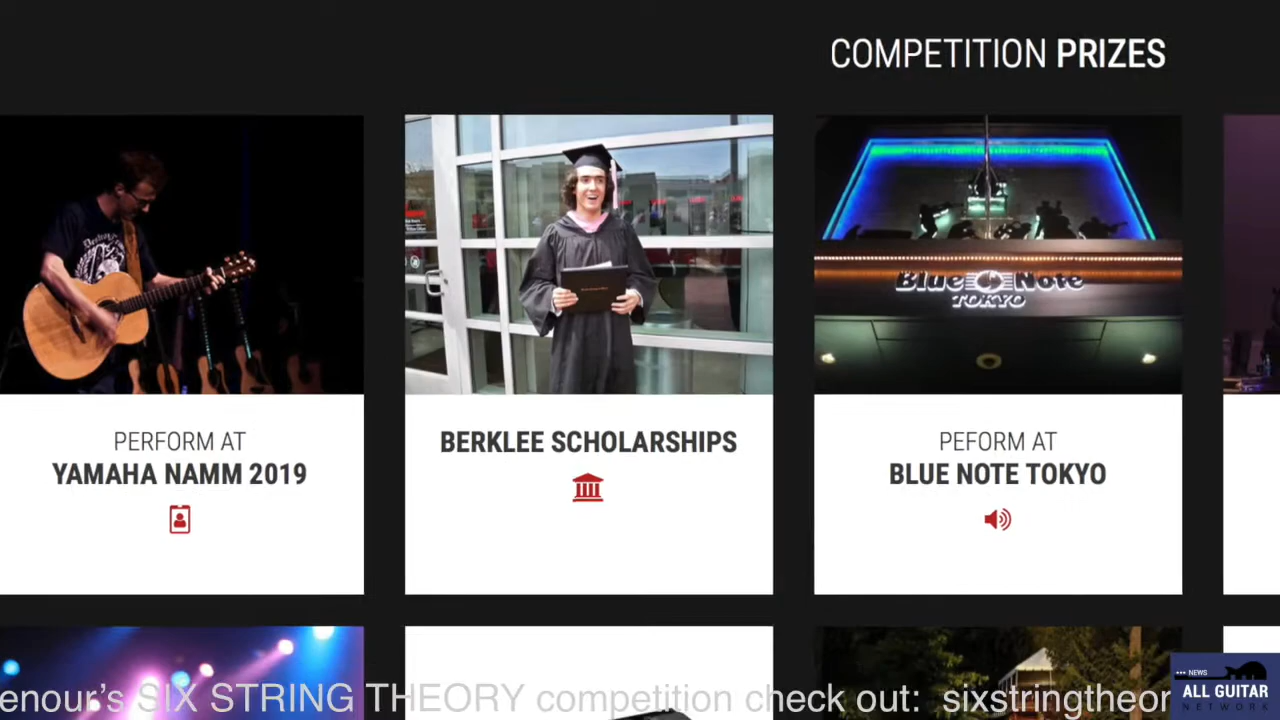 COMPETITION PRIZES
Blue Note
TOKYO
PERFORM AT
YAMAHA NAMM 2019
BERKLEE SCHOLARSHIPS
PEFORM AT
BLUE NOTE TOKYO
enour's SIX STRING THEORY competition check out: sixstringtheor
NEWS
ALL GUITAR
NETWORK